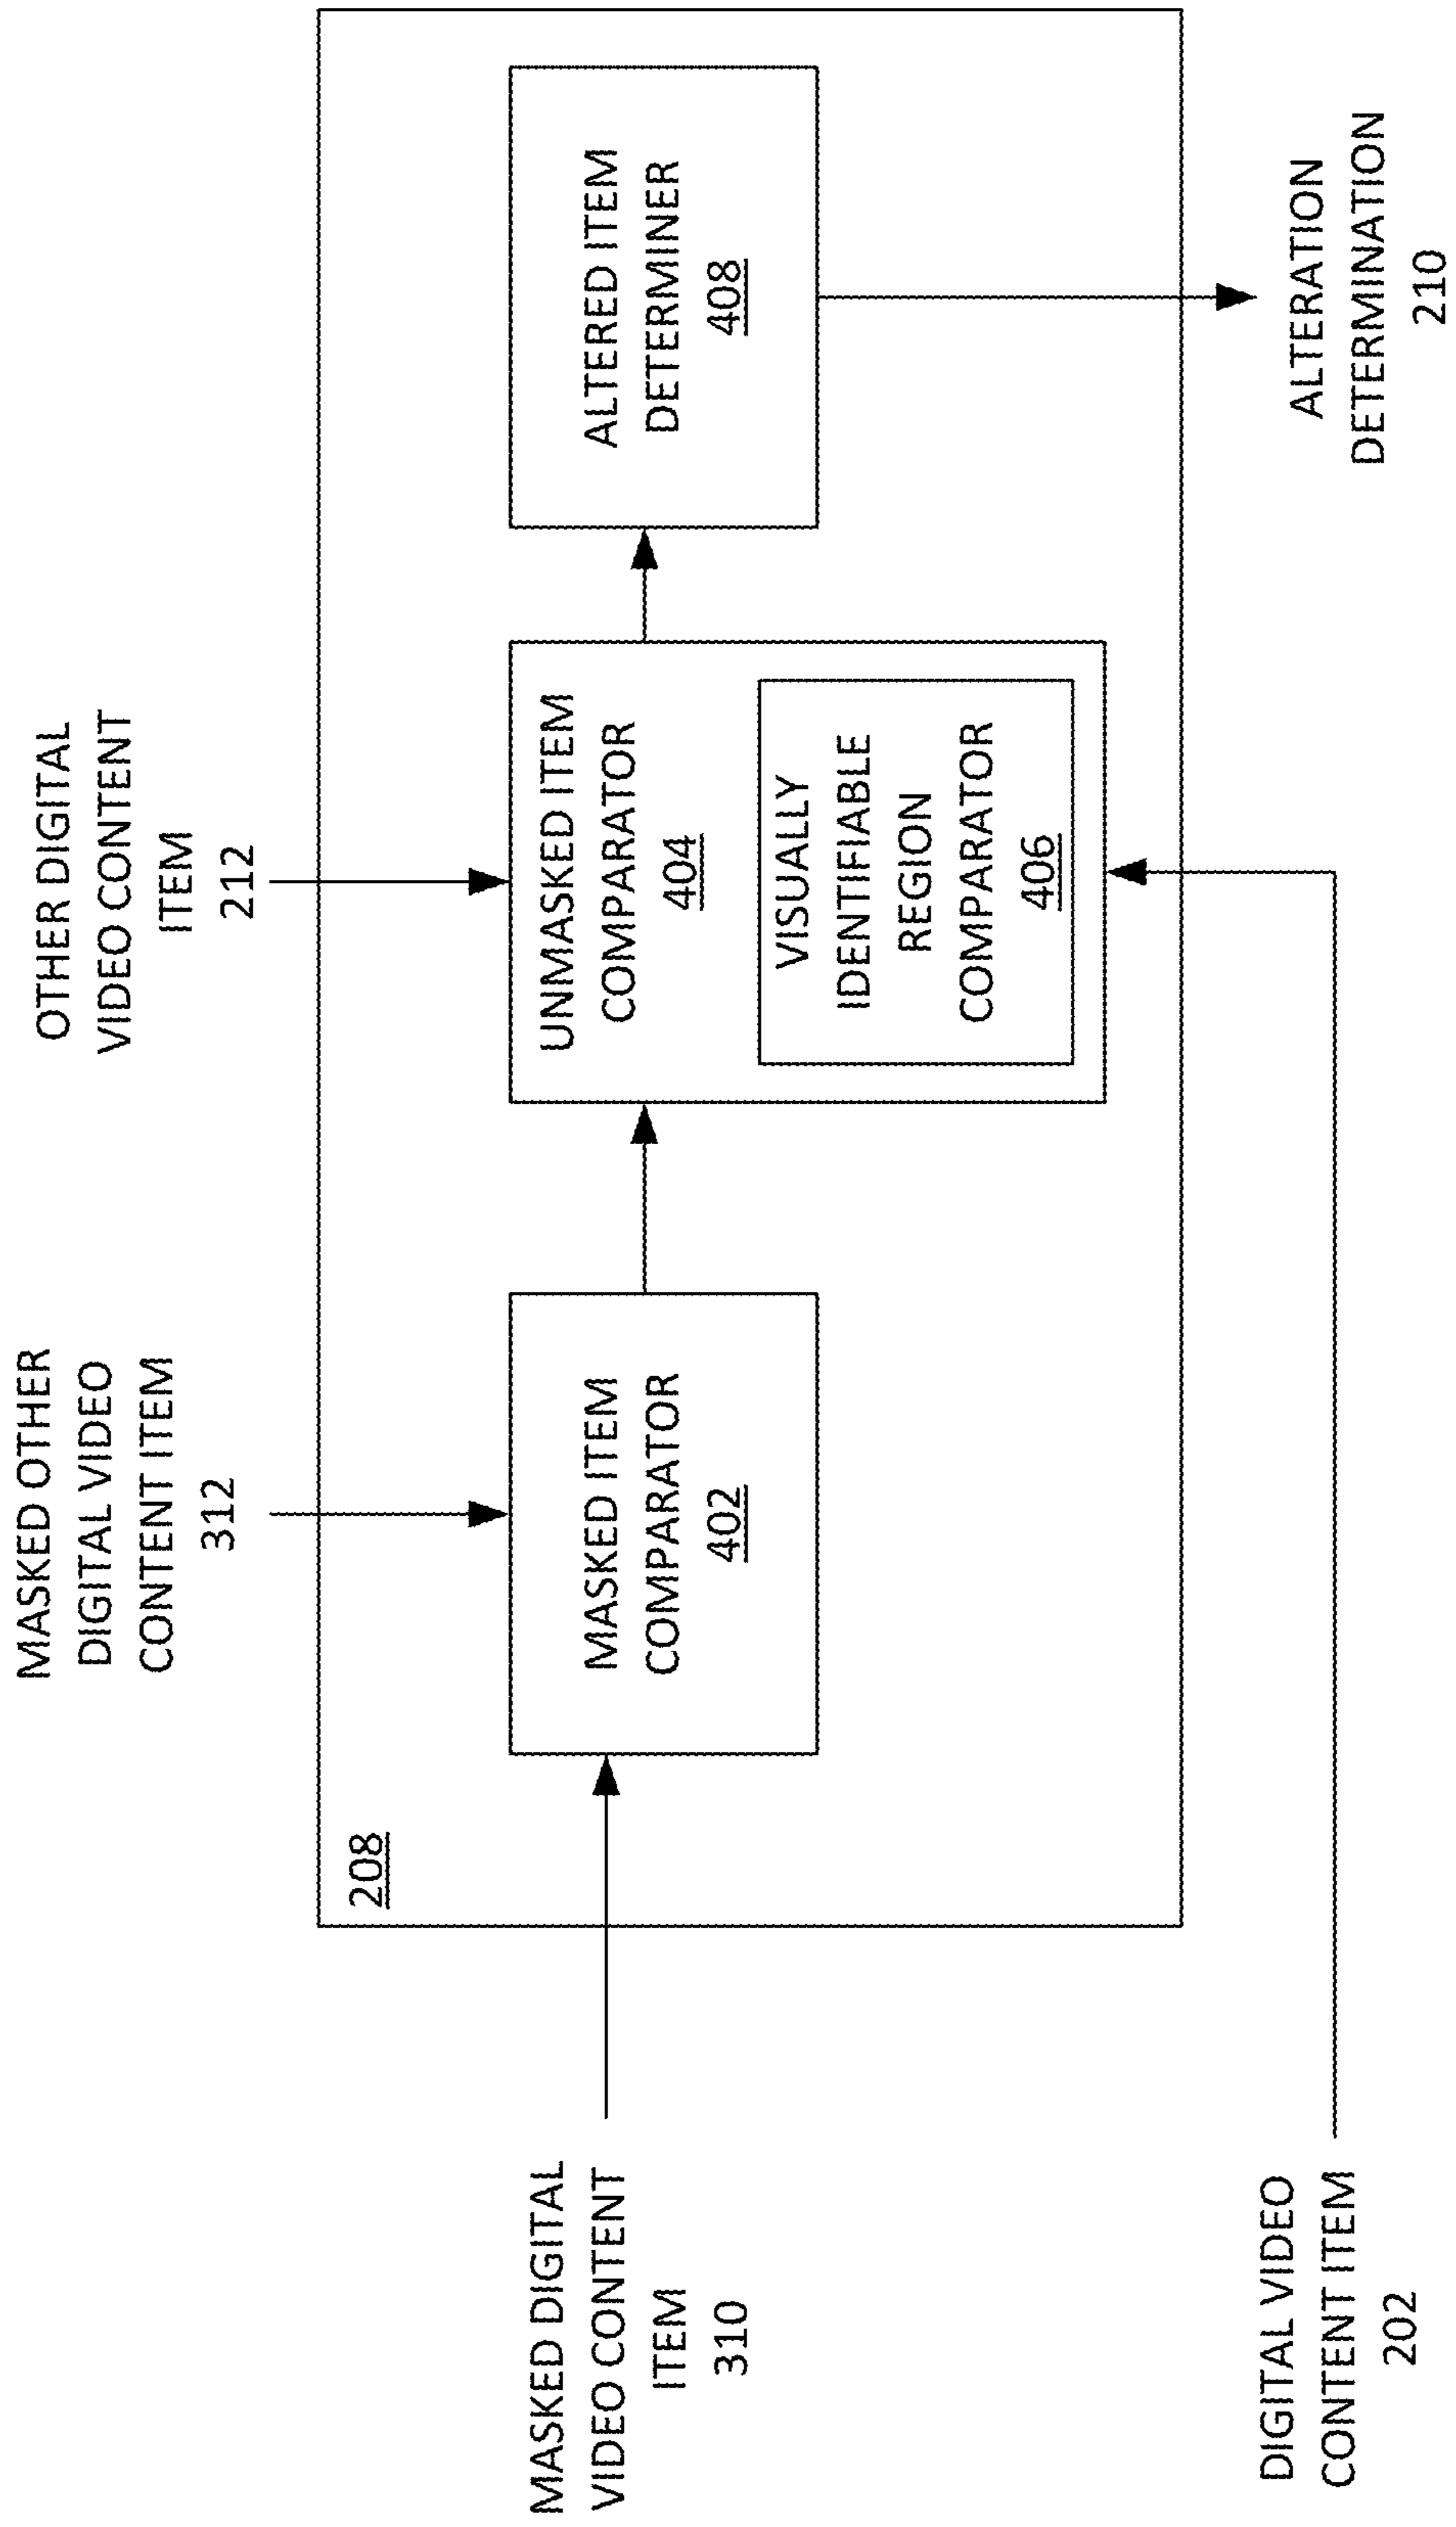 MASKED OTHER
DIGITAL VIDEO
CONTENT ITEM
312
OTHER DIGITAL
VIDEO CONTENT
ITEM
212
208
MASKED DIGITAL
VIDEO CONTENT
ITEM
310
MASKED ITEM
COMPARATOR
402
UNMASKED ITEM
COMPARATOR
404
VISUALLY
IDENTIFIABLE
REGION
COMPARATOR
406
ALTERED ITEM
DETERMINER
408
DIGITAL VIDEO
CONTENT ITEM
202
ALTERATION
DETERMINATION
210